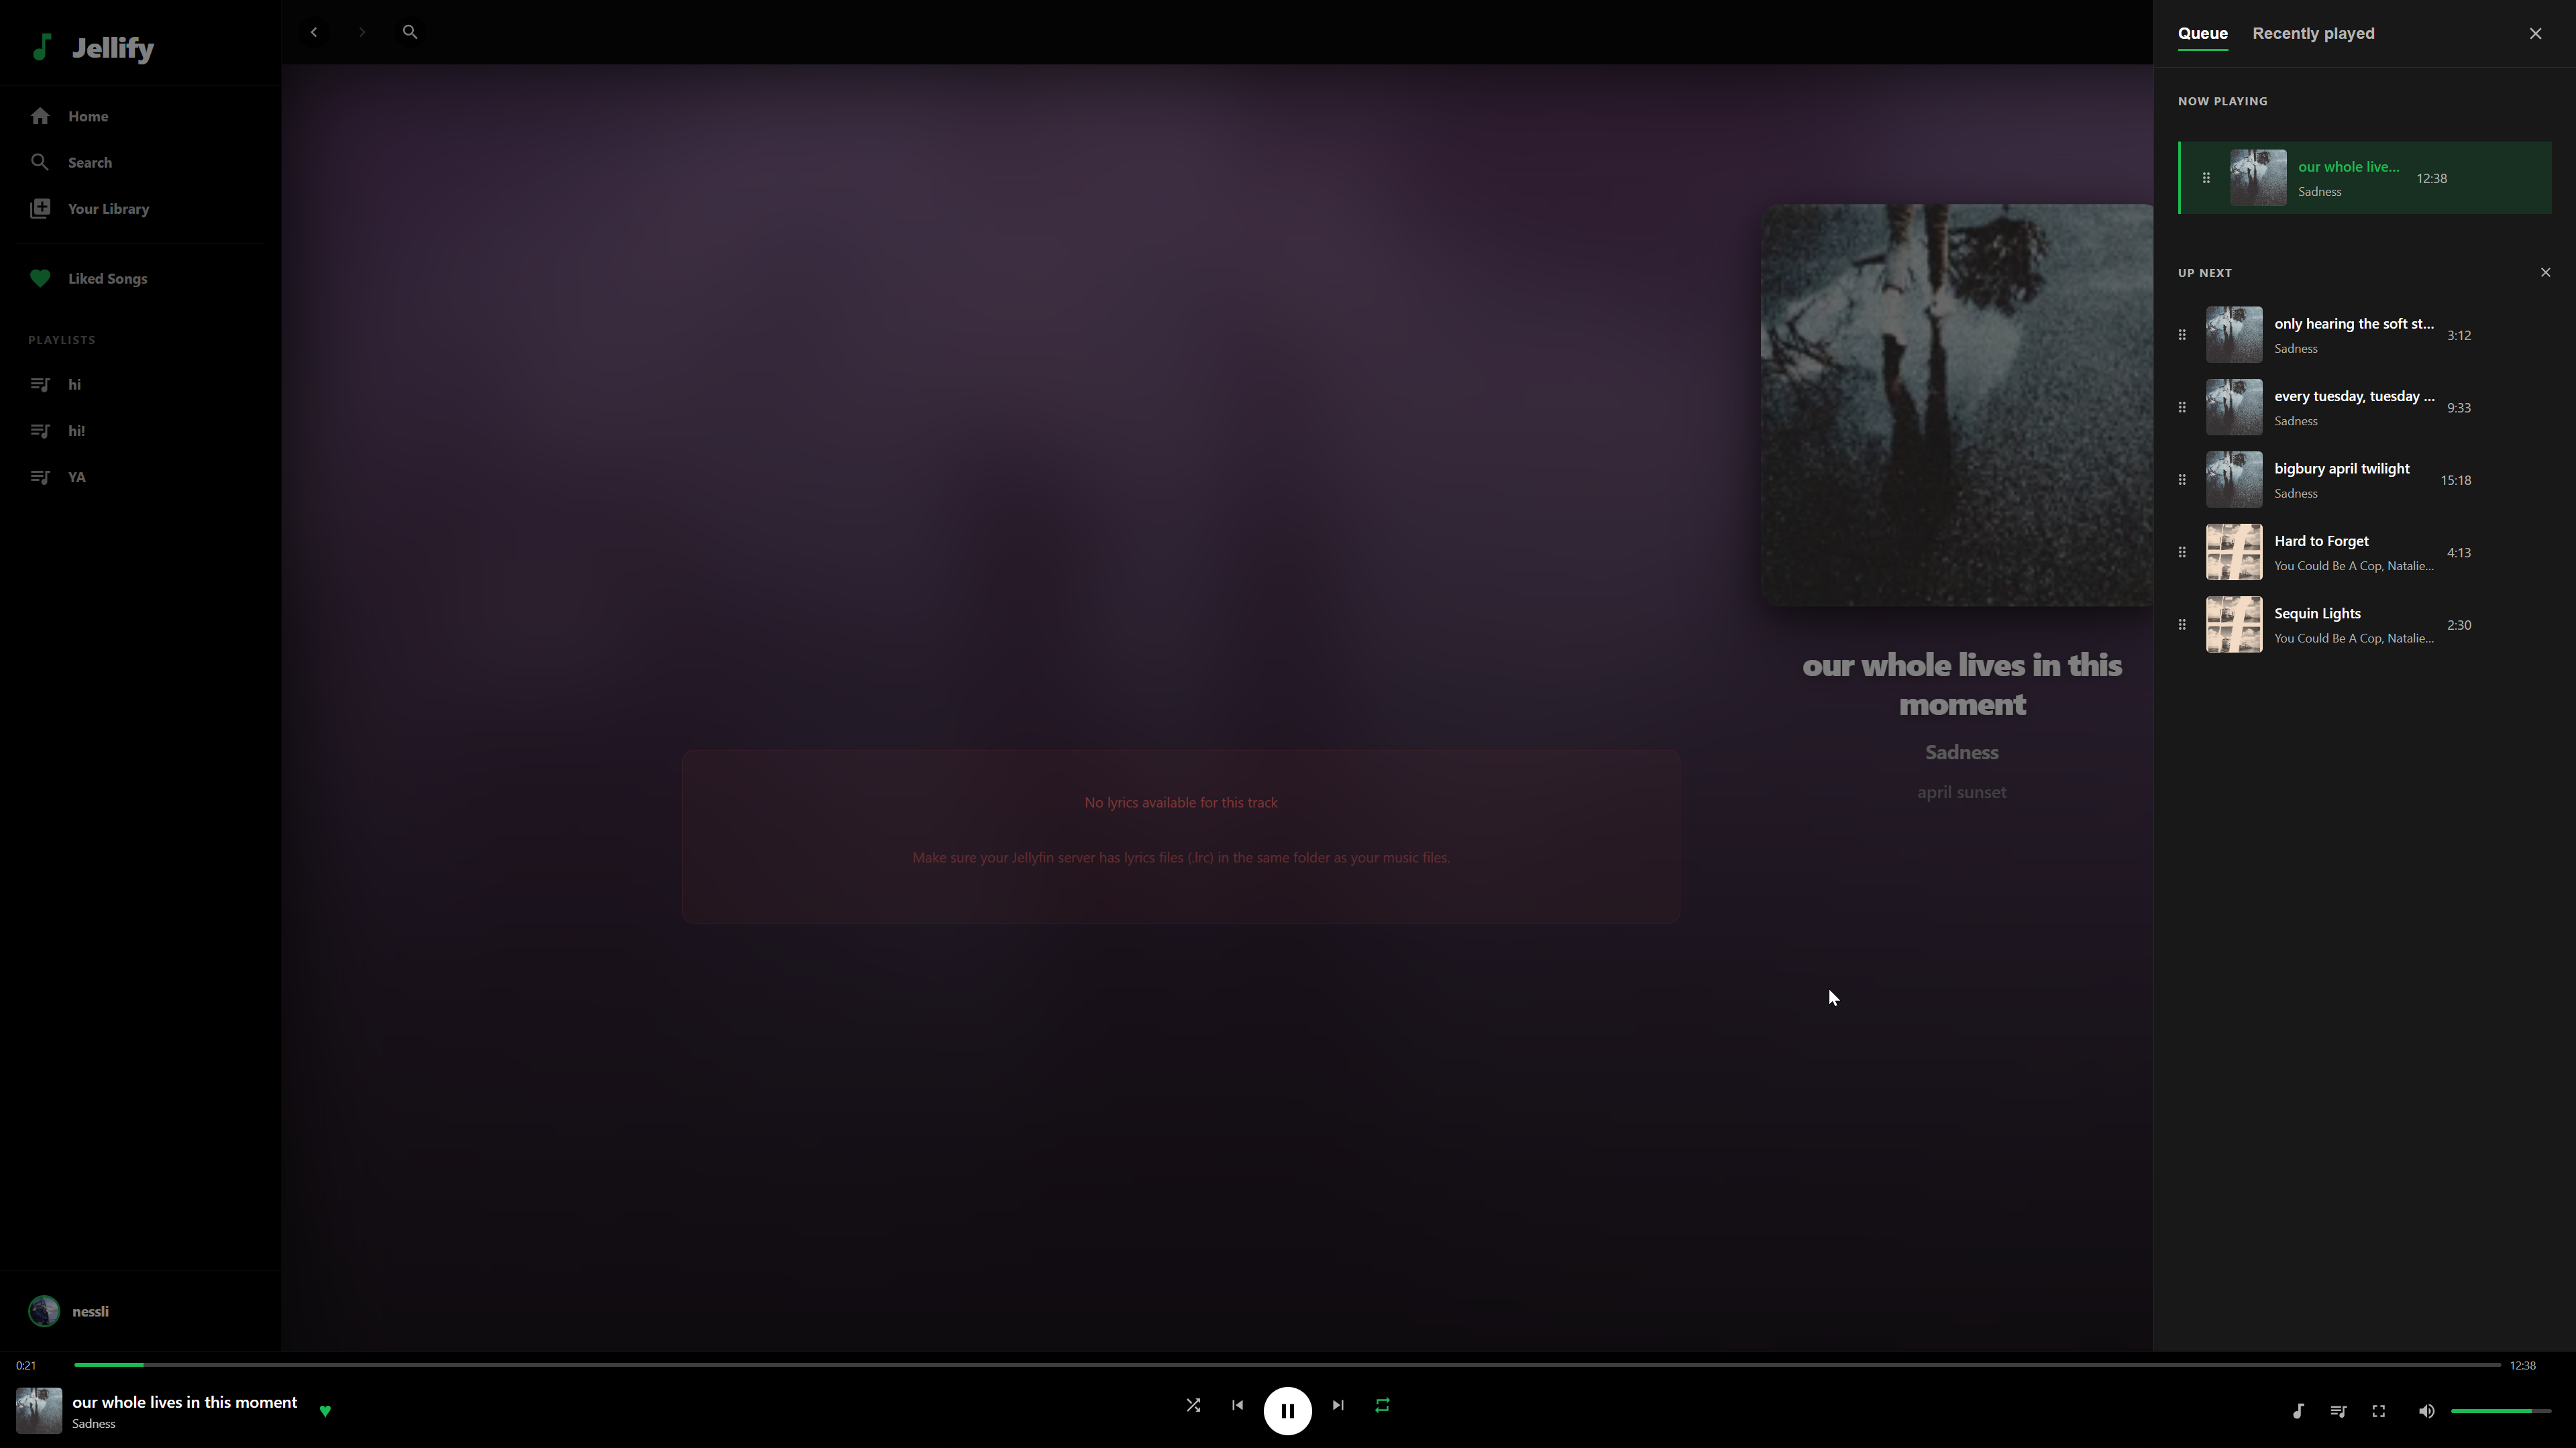 Jellify
Home
Search
Your Library
Liked Songs
PLAYLISTS
hi
hi!
YA
nessli
No lyrics available for this track
Make sure your Jellyfin server has lyrics files (.lrc) in the same folder as your music files.
our whole lives in this
moment
Sadness
april sunset
Queue
Recently played
NOW PLAYING
our whole live...
Sadness
12:38
UP NEXT
only hearing the soft st...
Sadness
3:12
every tuesday, tuesday ...
Sadness
9:33
bigbury april twilight
Sadness
15:18
Hard to Forget
You Could Be A Cop, Natalie...
4:13
Sequin Lights
You Could Be A Cop, Natalie...
2:30
0:21
12:38
our whole lives in this moment
Sadness